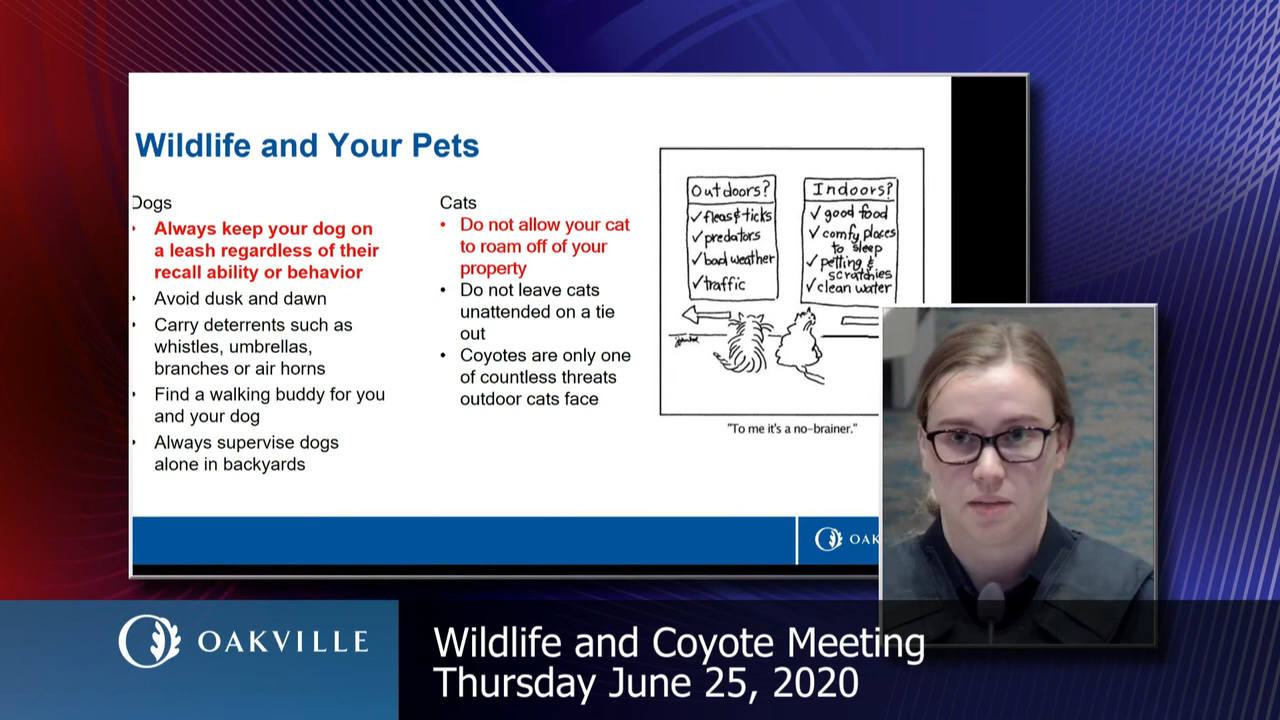 Wildlife and Your Pets
Dogs
• Always keep your dog on
a leash regardless of their
recall ability or behavior
• Avoid dusk and dawn
• Carry deterrents such as
whistles, umbrellas,
branches or air horns
• Find a walking buddy for you
and your dog
• Always supervise dogs
alone in backyards
Cats
• Do not allow your cat
to roam off of your
property
• Do not leave cats
unattended on a tie
out
• Coyotes are only one
of countless threats
outdoor cats face
Outdoors?
✓fleas & ticks
✓predators
✓bad weather
✓traffic
Indoors?
✓good food
✓comfy places
to sleep
✓petting &
scratchies
✓clean water
"To me it's a no-brainer."
OAK
OAKVILLE
Wildlife and Coyote Meeting
Thursday June 25, 2020